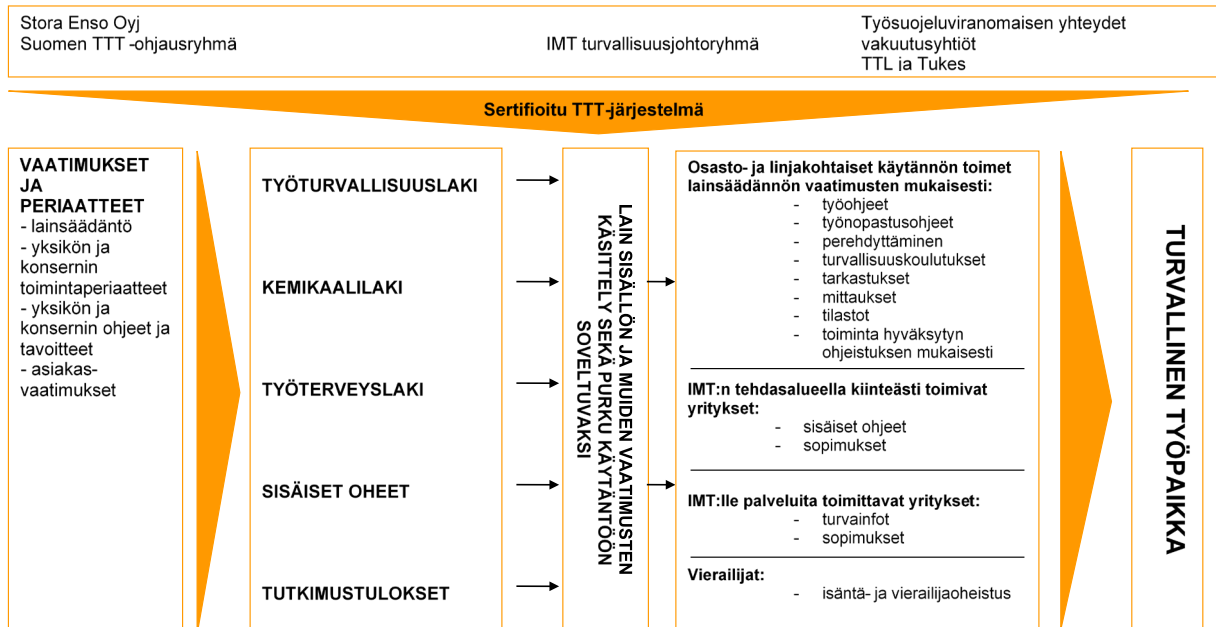 Stora Enso Oyj
Suomen TTT -ohjausryhmä
IMT turvallisuusjohtoryhmä
Työsuojeluviranomaisen yhteydet
vakuutusyhtiöt
TTL ja Tukes
Sertifioitu TTT-järjestelmä
VAATIMUKSET
JA
PERIAATTEET
- lainsäädäntö
- yksikön ja
konsernin
toimintaperiaatteet
- yksikön ja
konsernin ohjeet ja
tavoitteet
- asiakas-
vaatimukset
TYÖTURVALLISUUSLAKI
KEMIKAALILAKI
TYÖTERVEYSLAKI
SISÄISET OHEET
TUTKIMUSTULOKSET
LAIN SISÄLLÖN JA MUIDEN VAATIMUSTEN
KÄSITTELY SEKÄ PURKU KÄYTÄNTÖÖN
SOVELTUVAKSI
Osasto- ja linjakohtaiset käytännön toimet
lainsäädännön vaatimusten mukaisesti:
- työohjeet
- työnopastusohjeet
- perehdyttäminen
- turvallisuuskoulutukset
- tarkastukset
- mittaukset
- tilastot
- toiminta hyväksytyn
ohjeistuksen mukaisesti
IMT:n tehdasalueella kiinteästi toimivat
yritykset:
- sisäiset ohjeet
- sopimukset
IMT:lle palveluita toimittavat yritykset:
- turvainfot
- sopimukset
Vierailijat:
- isäntä- ja vierailijaoheistus
TURVALLINEN TYÖPAIKKA